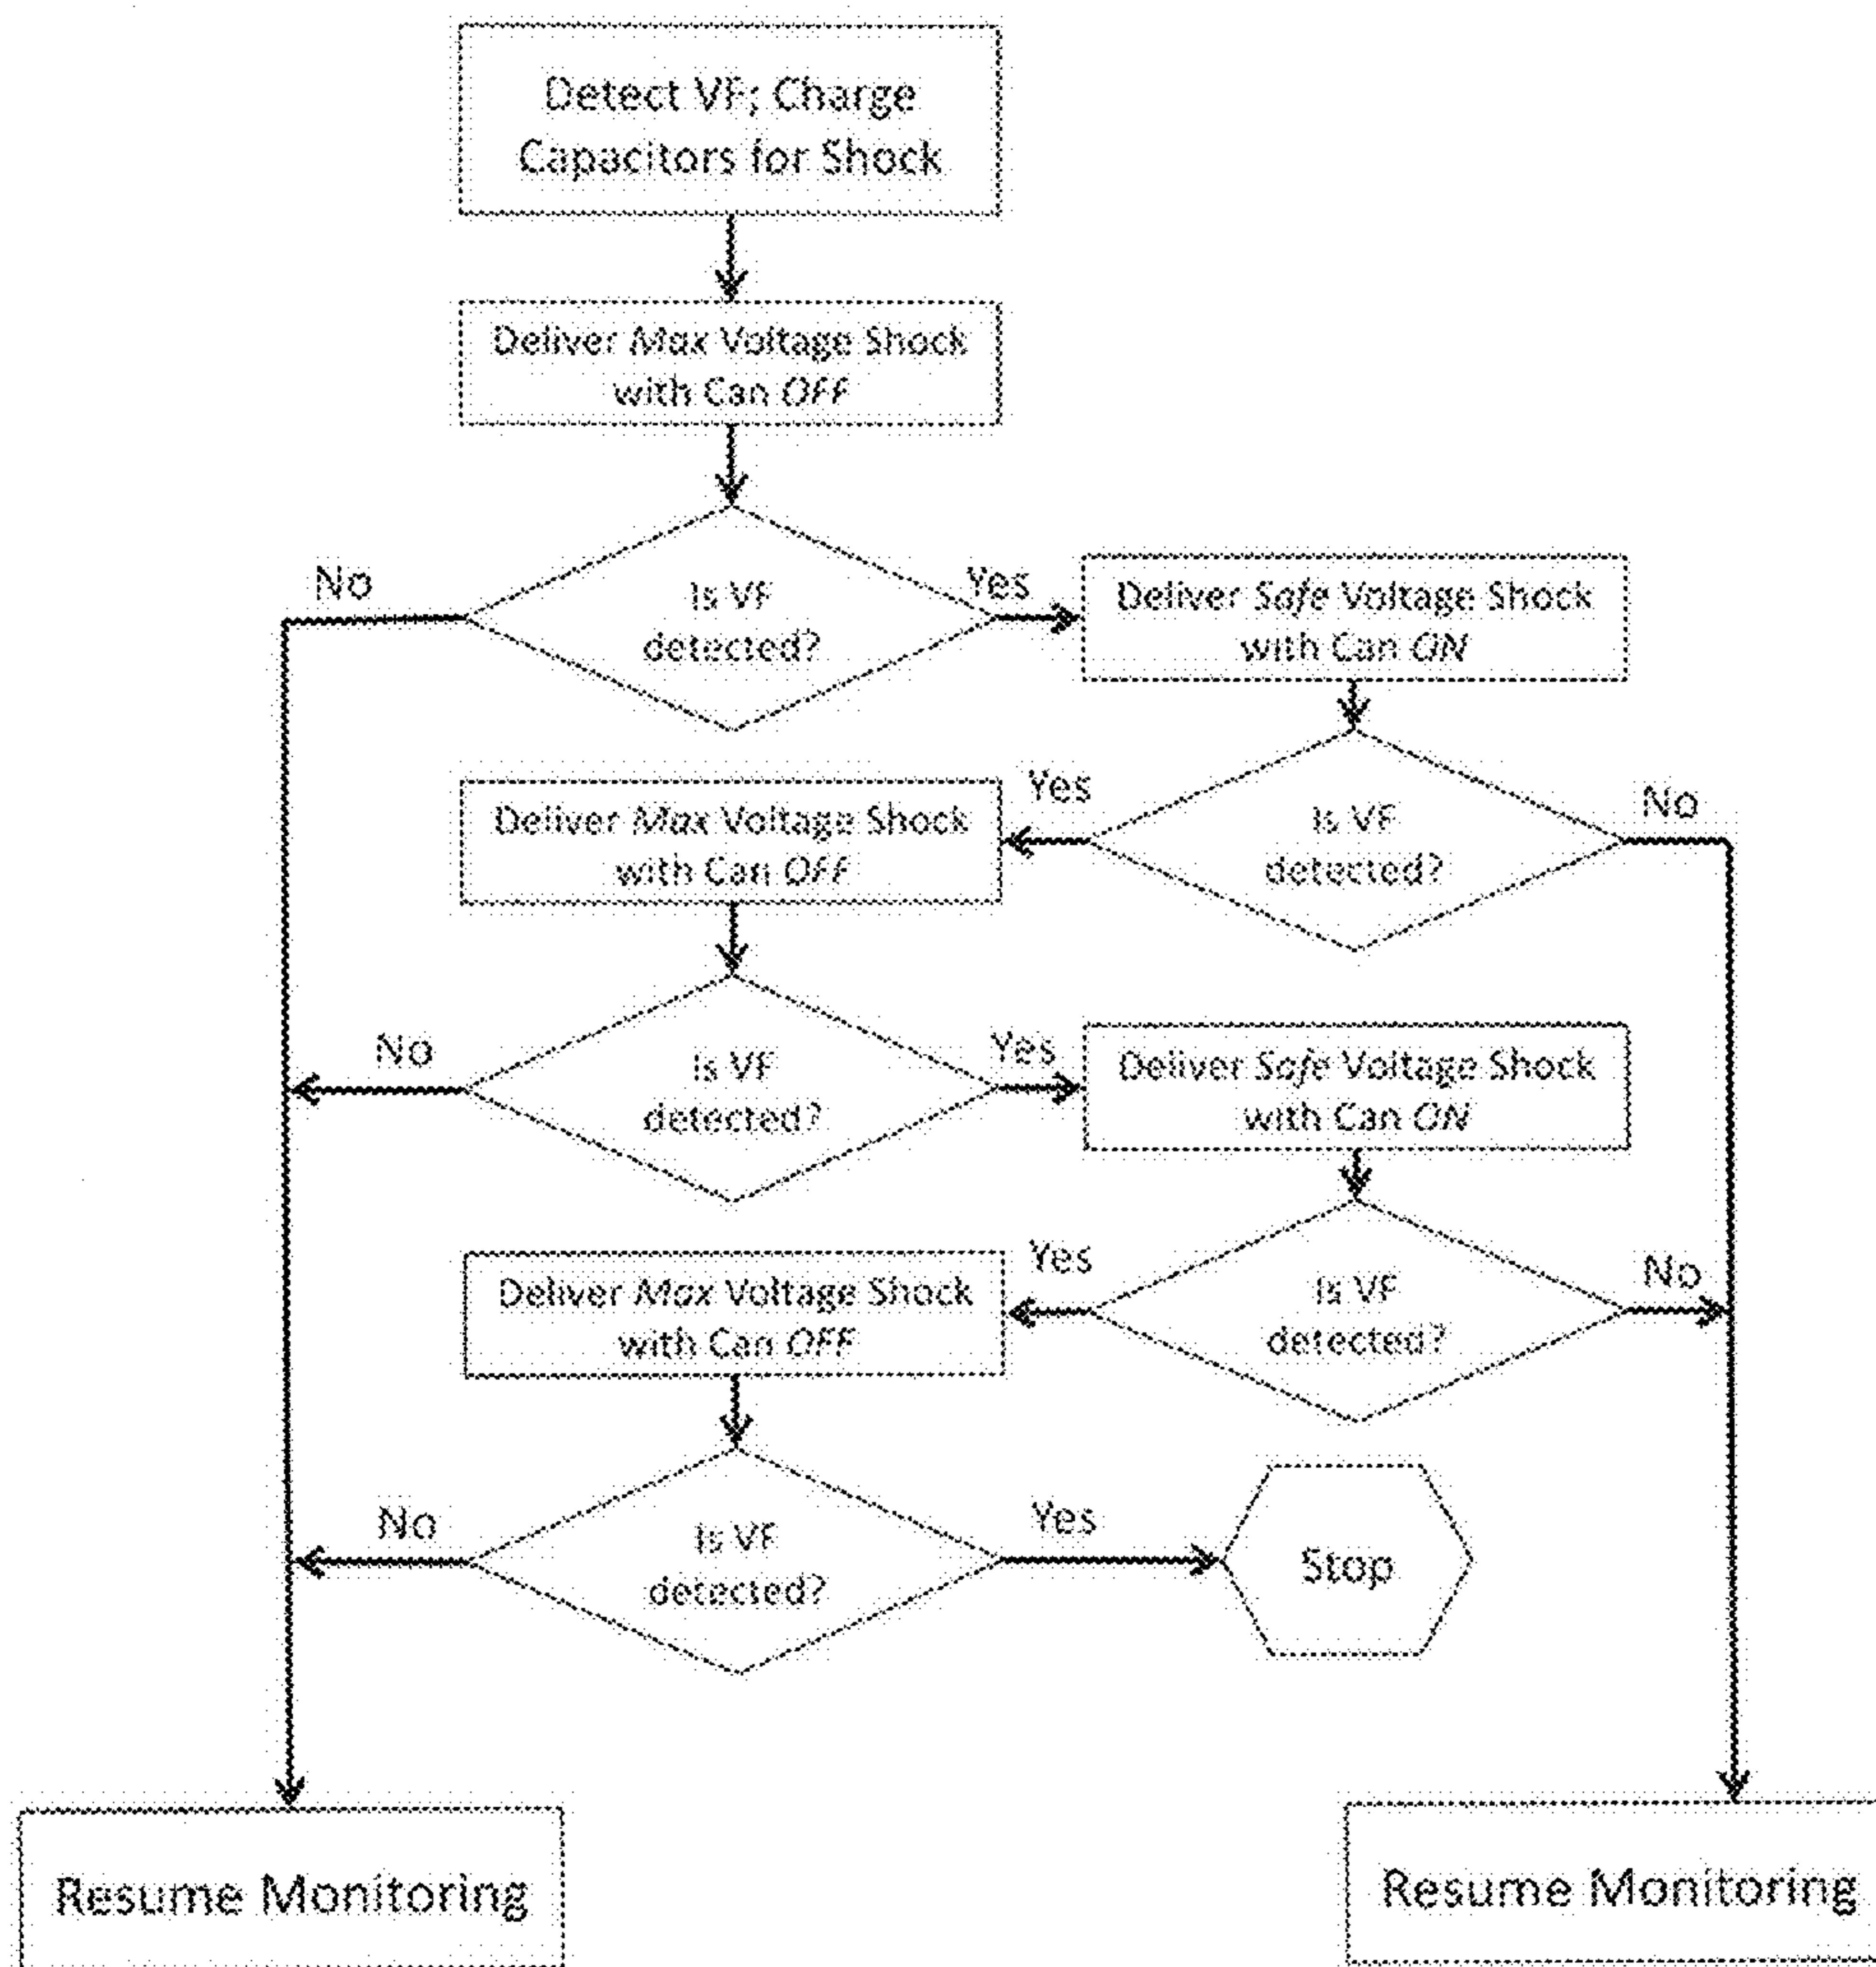 Detect VF; Charge
Capacitors for Shock
Deliver Max Voltage Shock
with Can OFF
No
Is VF
detected?
Yes
Deliver Safe Voltage Shock
with Can ON
Yes
Is VF
detected?
No
Deliver Max Voltage Shock
with Can OFF
No
Is VF
detected?
Yes
Deliver Safe Voltage Shock
with Can ON
Yes
Is VF
detected?
No
Deliver Max Voltage Shock
with Can OFF
No
Is VF
detected?
Yes
Stop
Resume Monitoring
Resume Monitoring